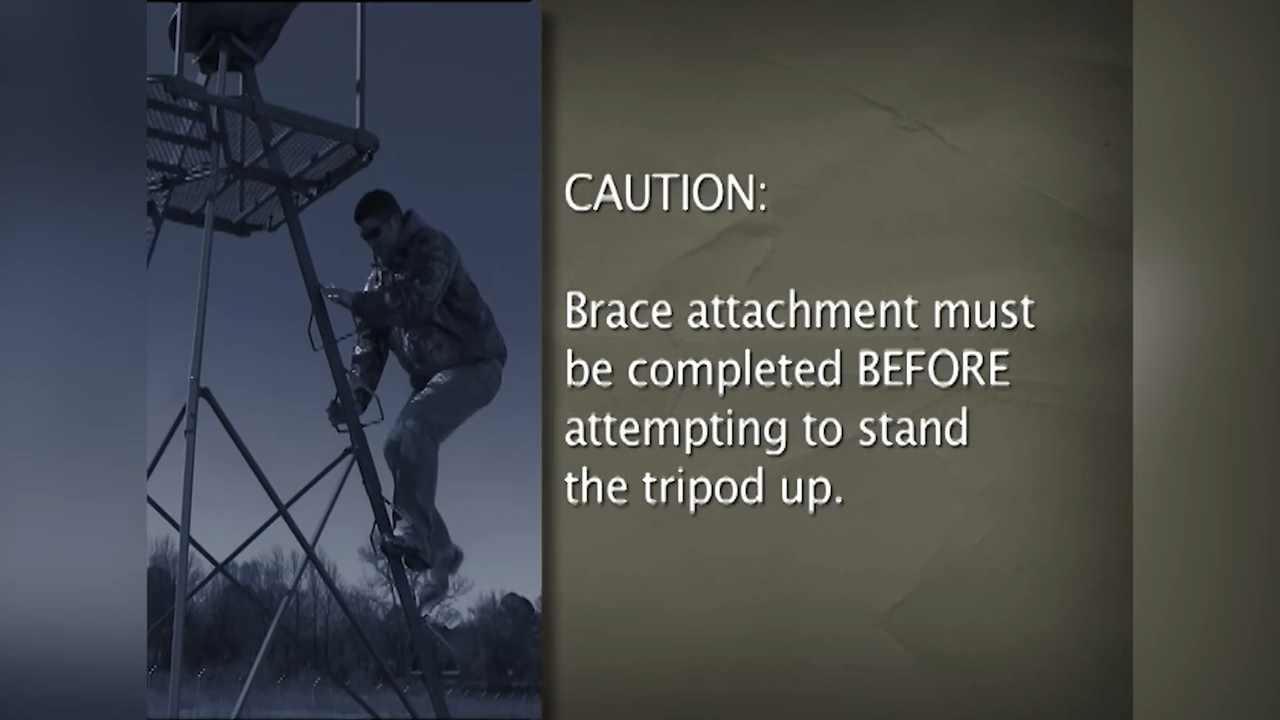 CAUTION:
Brace attachment must
be completed BEFORE
attempting to stand
the tripod up.